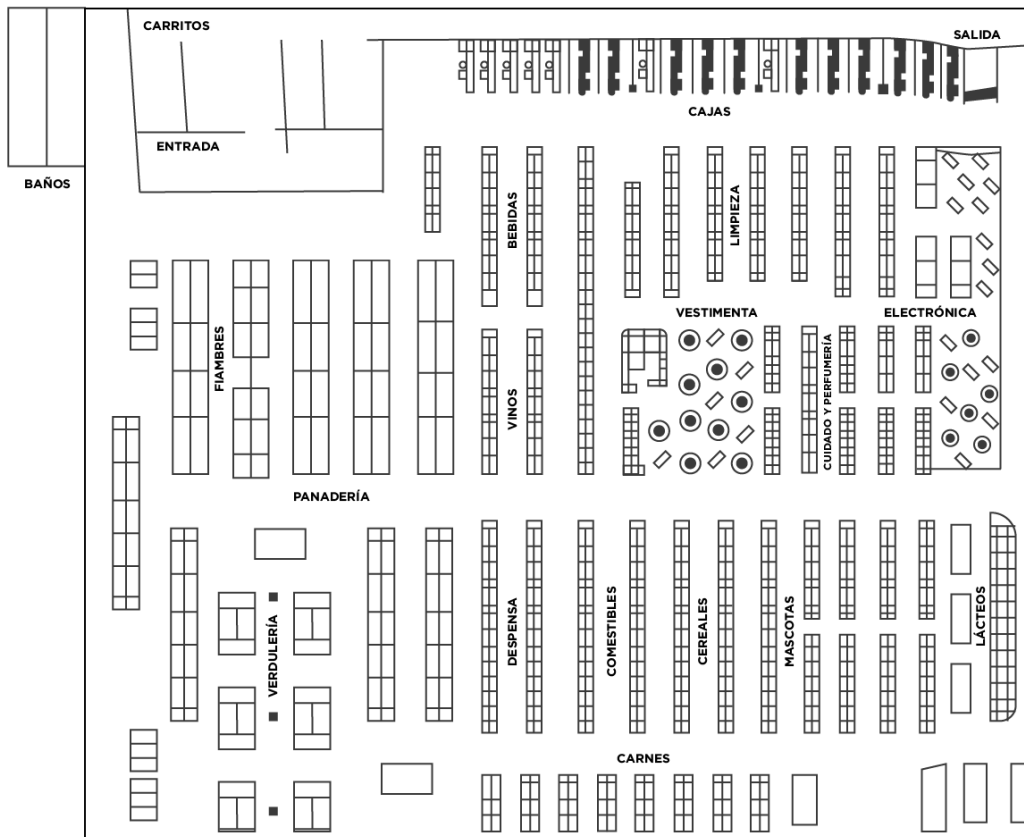 CARRITOS
SALIDA
CAJAS
ENTRADA
BAÑOS
BEBIDAS
LIMPIEZA
VESTIMENTA
ELECTRÓNICA
FIAMBRES
VINOS
CUIDADO Y PERFUMERÍA
PANADERÍA
VERDULERÍA
DESPENSA
COMESTIBLES
CEREALES
MASCOTAS
LÁCTEOS
CARNES